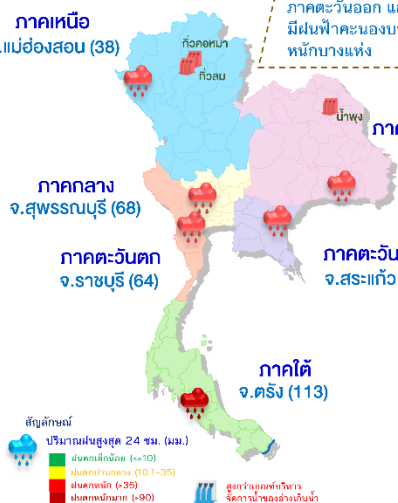 ภาคตะวันออก แล
มีฝนฟ้าคะนองบา
หนักบางแห่ง
ภาคเหนือ
.แม่ฮ่องสอน (38)
กิ่วคอหมา
กิ่วลม
น้ำพุง
ภาค
ภาคกลาง
จ.สุพรรณบุรี (68)
ภาคตะวันตก
จ.ราชบุรี (64)
ภาคตะวัน
จ.สระแก้ว
ภาคใต้
จ.ตรัง (113)
สัญลักษณ์
ปริมาณฝนสูงสุด 24 ชม. (มม.)
ฝนตกเล็กน้อย (<=10)
ฝนตกปานกลาง (10.1-35)
ฝนตกหนัก (>35)
ฝนตกหนักมาก (>90)
สูงกว่าเกณฑ์บริหาร
จัดการน้ำของอ่างเก็บน้ำ